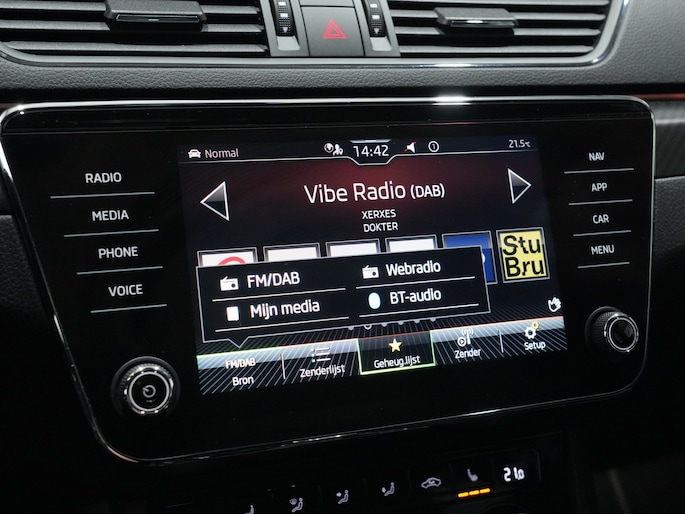 Normal
14:42
21.5°C
RADIO
MEDIA
PHONE
VOICE
NAV
APP
CAR
MENU
Vibe Radio (DAB)
XERXES
DOKTER
Stu
Bru
FM/DAB
Webradio
Mijn media
BT-audio
FM/DAB
Bron
Zenderlijst
Geheug.lijst
Zender
Setup
21.0